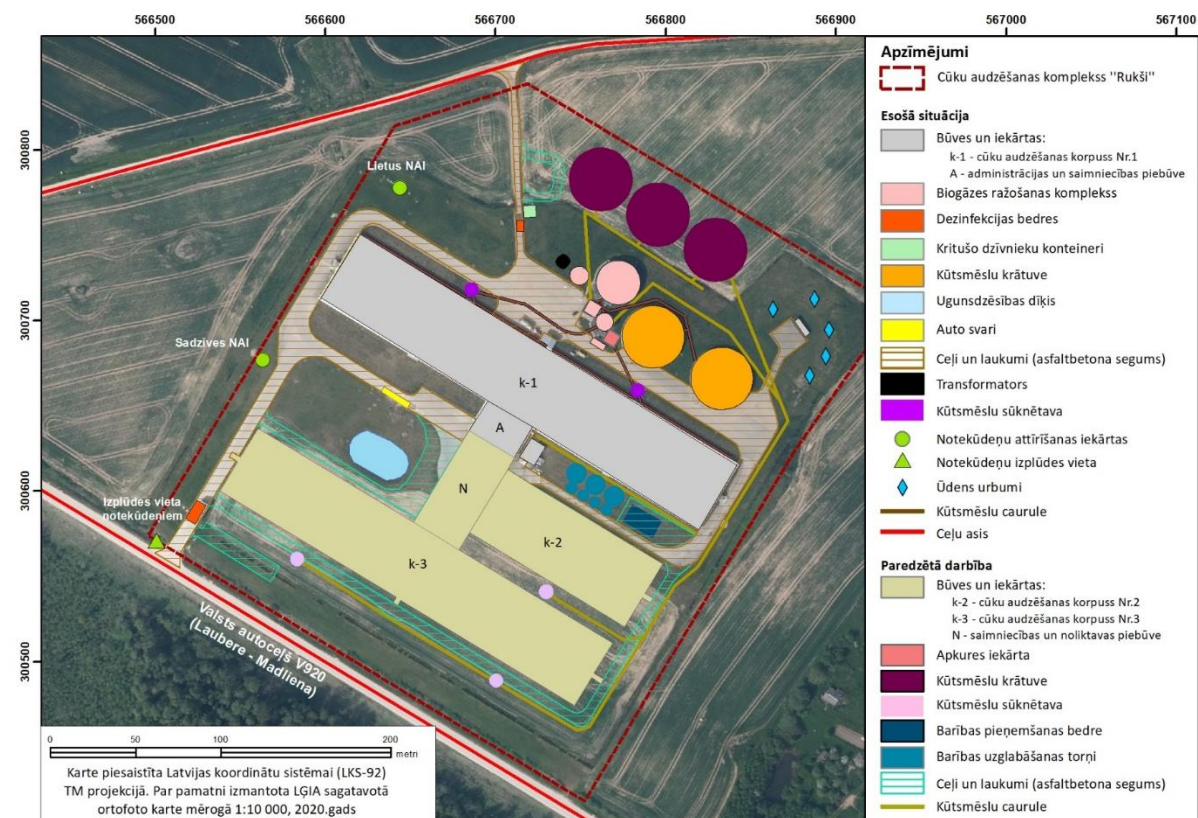 566500 566600 566700 566800 566900 567000 567100
300800
300700
300600
300500
Lietus NAI
Sadzīves NAI
Izplūdes vieta
notekūdeņiem
k-1
A
N
k-2
k-3
Valsts autoceļš V920
(Laubere - Madliena)
0 50 100 200
metri
Karte piesaistīta Latvijas koordinātu sistēmai (LKS-92)
TM projekcijā. Par pamatni izmantota LĢIA sagatavotā
ortofoto karte mērogā 1:10 000, 2020.gads
Apzīmējumi
Cūku audzēšanas komplekss "Rukši"
Esošā situācija
Būves un iekārtas:
k-1 - cūku audzēšanas korpuss Nr.1
A - administrācijas un saimniecības piebūve
Biogāzes ražošanas komplekss
Dezinfekcijas bedres
Kritušo dzīvnieku konteineri
Kūtsmēslu krātuve
Ugunsdzēsības dīķis
Auto svari
Ceļi un laukumi (asfaltbetona segums)
Transformators
Kūtsmēslu sūknētava
Notekūdeņu attīrīšanas iekārtas
Notekūdeņu izplūdes vieta
Ūdens urbumi
Kūtsmēslu caurule
Ceļu asis
Paredzētā darbība
Būves un iekārtas:
k-2 - cūku audzēšanas korpuss Nr.2
k-3 - cūku audzēšanas korpuss Nr.3
N - saimniecības un noliktavas piebūve
Apkures iekārta
Kūtsmēslu krātuve
Kūtsmēslu sūknētava
Barības pieņemšanas bedre
Barības uzglabāšanas torņi
Ceļi un laukumi (asfaltbetona segums)
Kūtsmēslu caurule